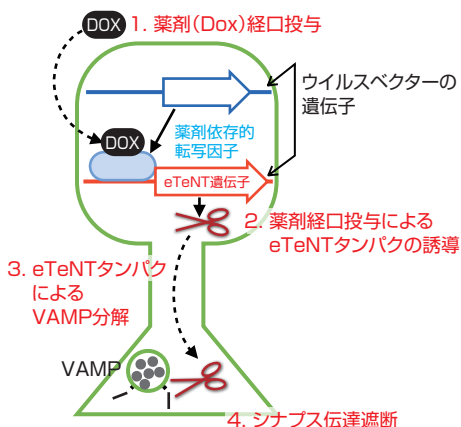 DOX 1. 薬剤(Dox)経口投与
ウイルスベクターの
遺伝子
DOX
薬剤依存的
転写因子
eTeNT遺伝子
2. 薬剤経口投与による
eTeNTタンパクの誘導
3. eTeNTタンパク
による
VAMP分解
VAMP
4. シナプス伝達遮断